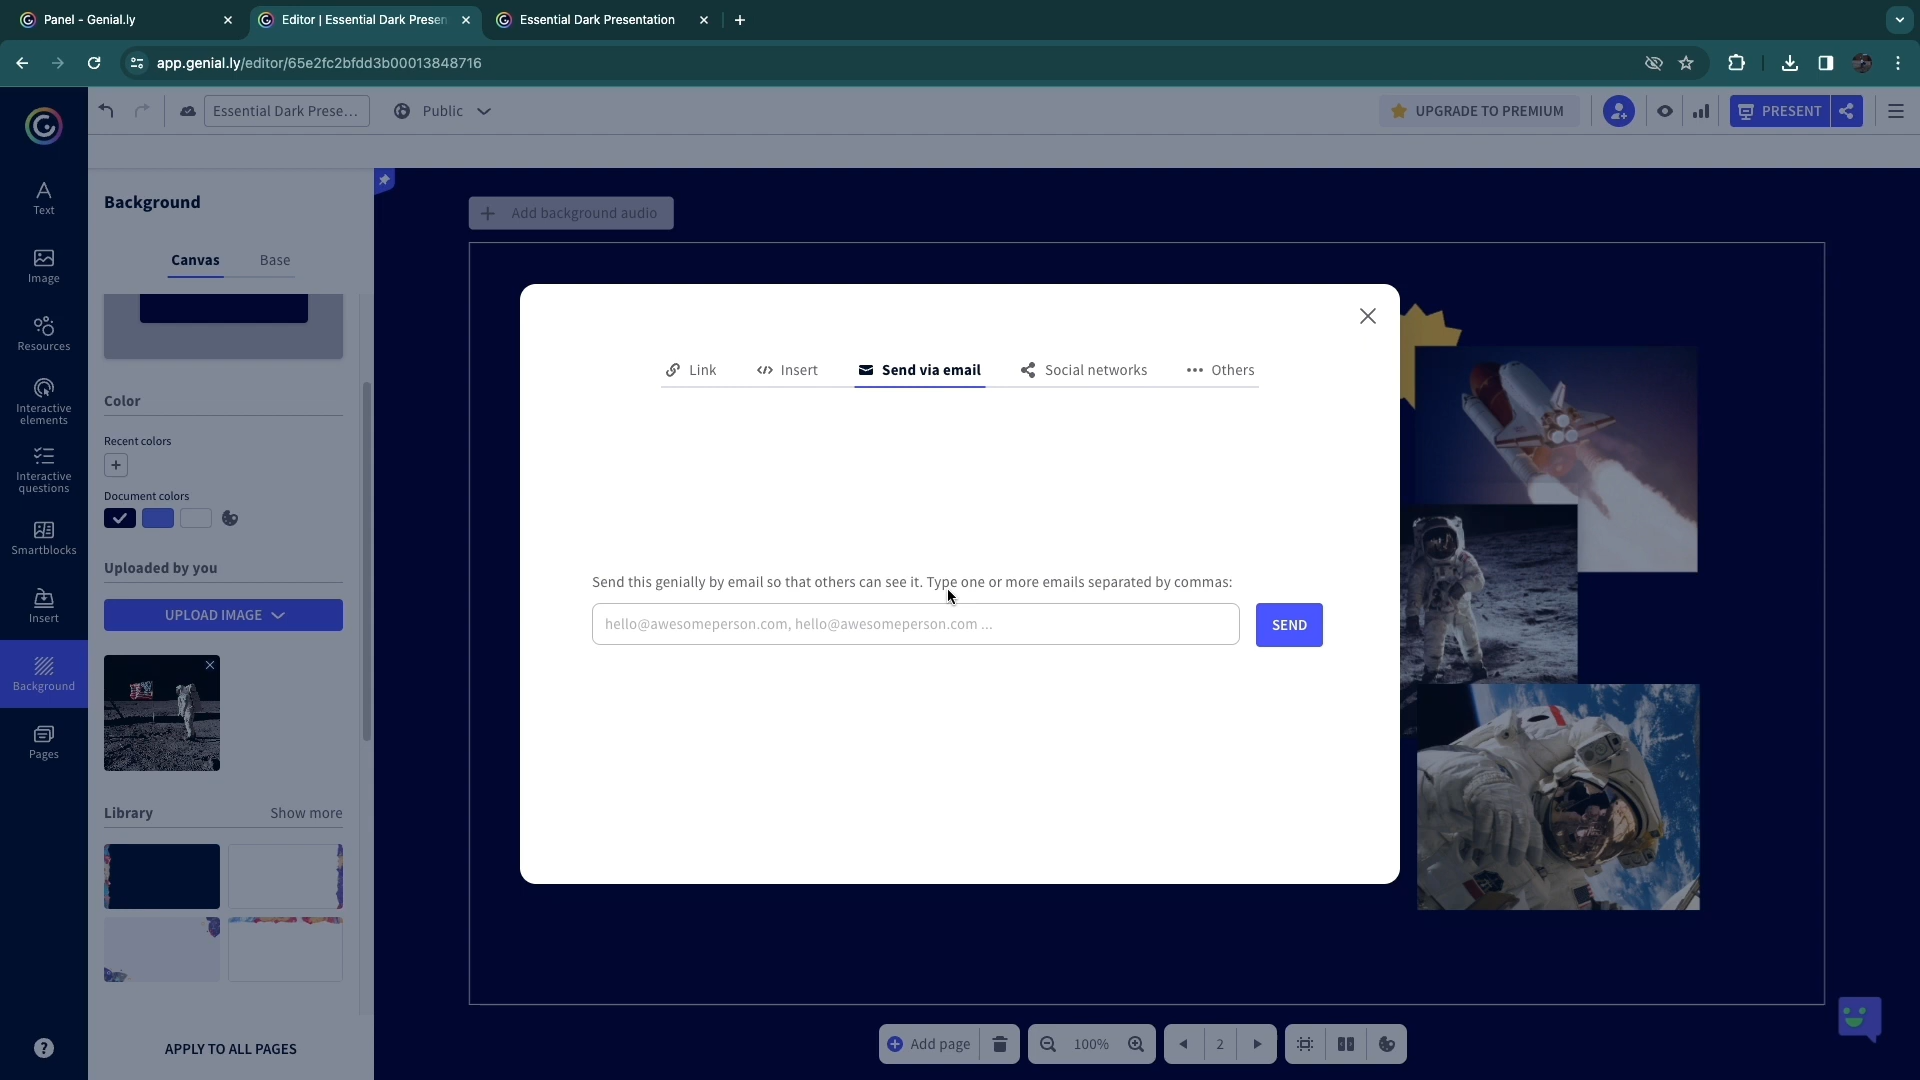 Panel - Genial.ly
Editor | Essential Dark Presen
Essential Dark Presentation
app.genial.ly/editor/65e2fc2bfdd3b00013848716
Essential Dark Prese...
Public
UPGRADE TO PREMIUM
PRESENT
Text
Image
Resources
Interactive
elements
Interactive
questions
Smartblocks
Insert
Background
Pages
Background
Canvas
Base
Color
Recent colors
Document colors
Uploaded by you
UPLOAD IMAGE
Library
Show more
APPLY TO ALL PAGES
Add background audio
Link
Insert
Send via email
Social networks
Others
Send this genially by email so that others can see it. Type one or more emails separated by commas:
hello@awesomeperson.com, hello@awesomeperson.com ...
SEND
Add page
100%
2